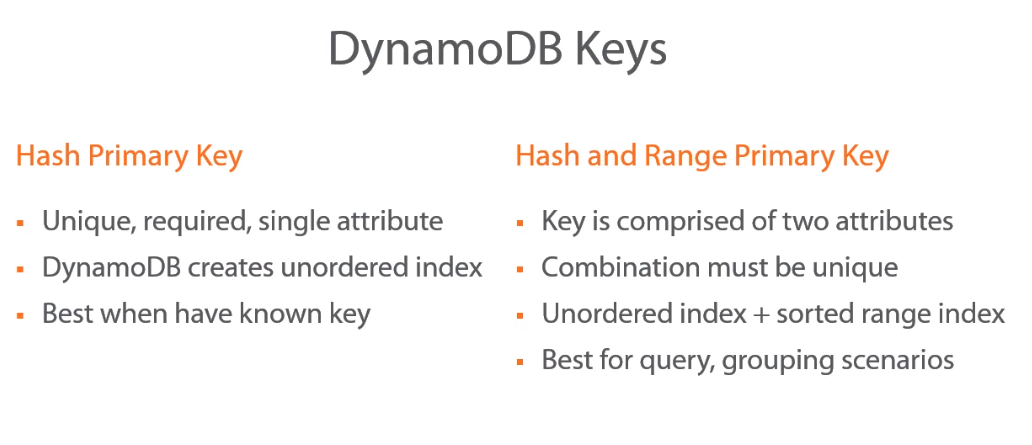 DynamoDB Keys
Hash Primary Key
▪ Unique, required, single attribute
▪ DynamoDB creates unordered index
▪ Best when have known key
Hash and Range Primary Key
▪ Key is comprised of two attributes
▪ Combination must be unique
▪ Unordered index + sorted range index
▪ Best for query, grouping scenarios